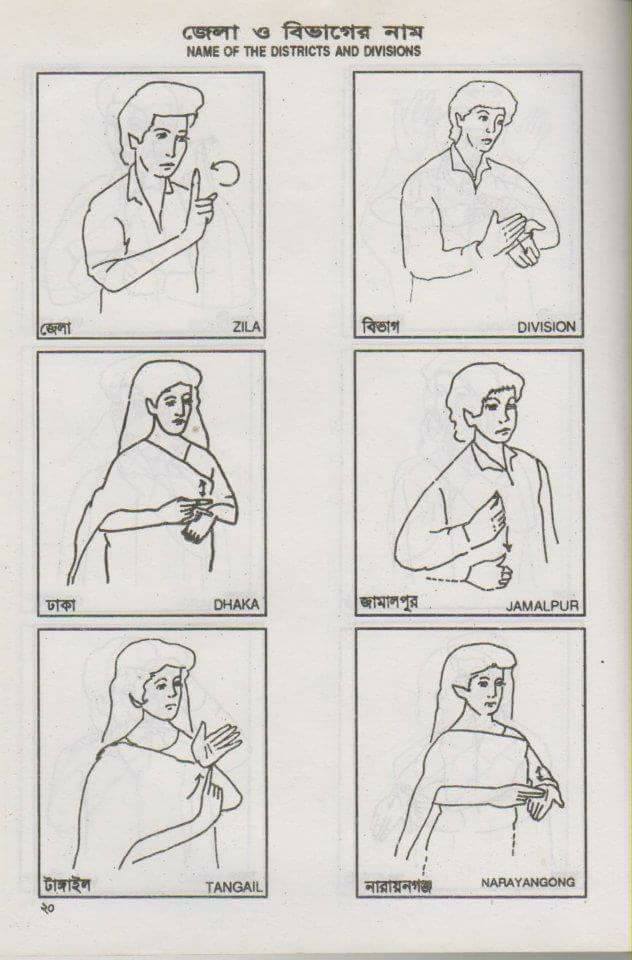 জেলা ও বিভাগের নাম
NAME OF THE DISTRICTS AND DIVISIONS
জেলা ZILA
বিভাগ DIVISION
ঢাকা DHAKA
জামালপুর JAMALPUR
টাঙ্গাইল TANGAIL
নারায়নগঞ্জ NARAYANGONG
২০